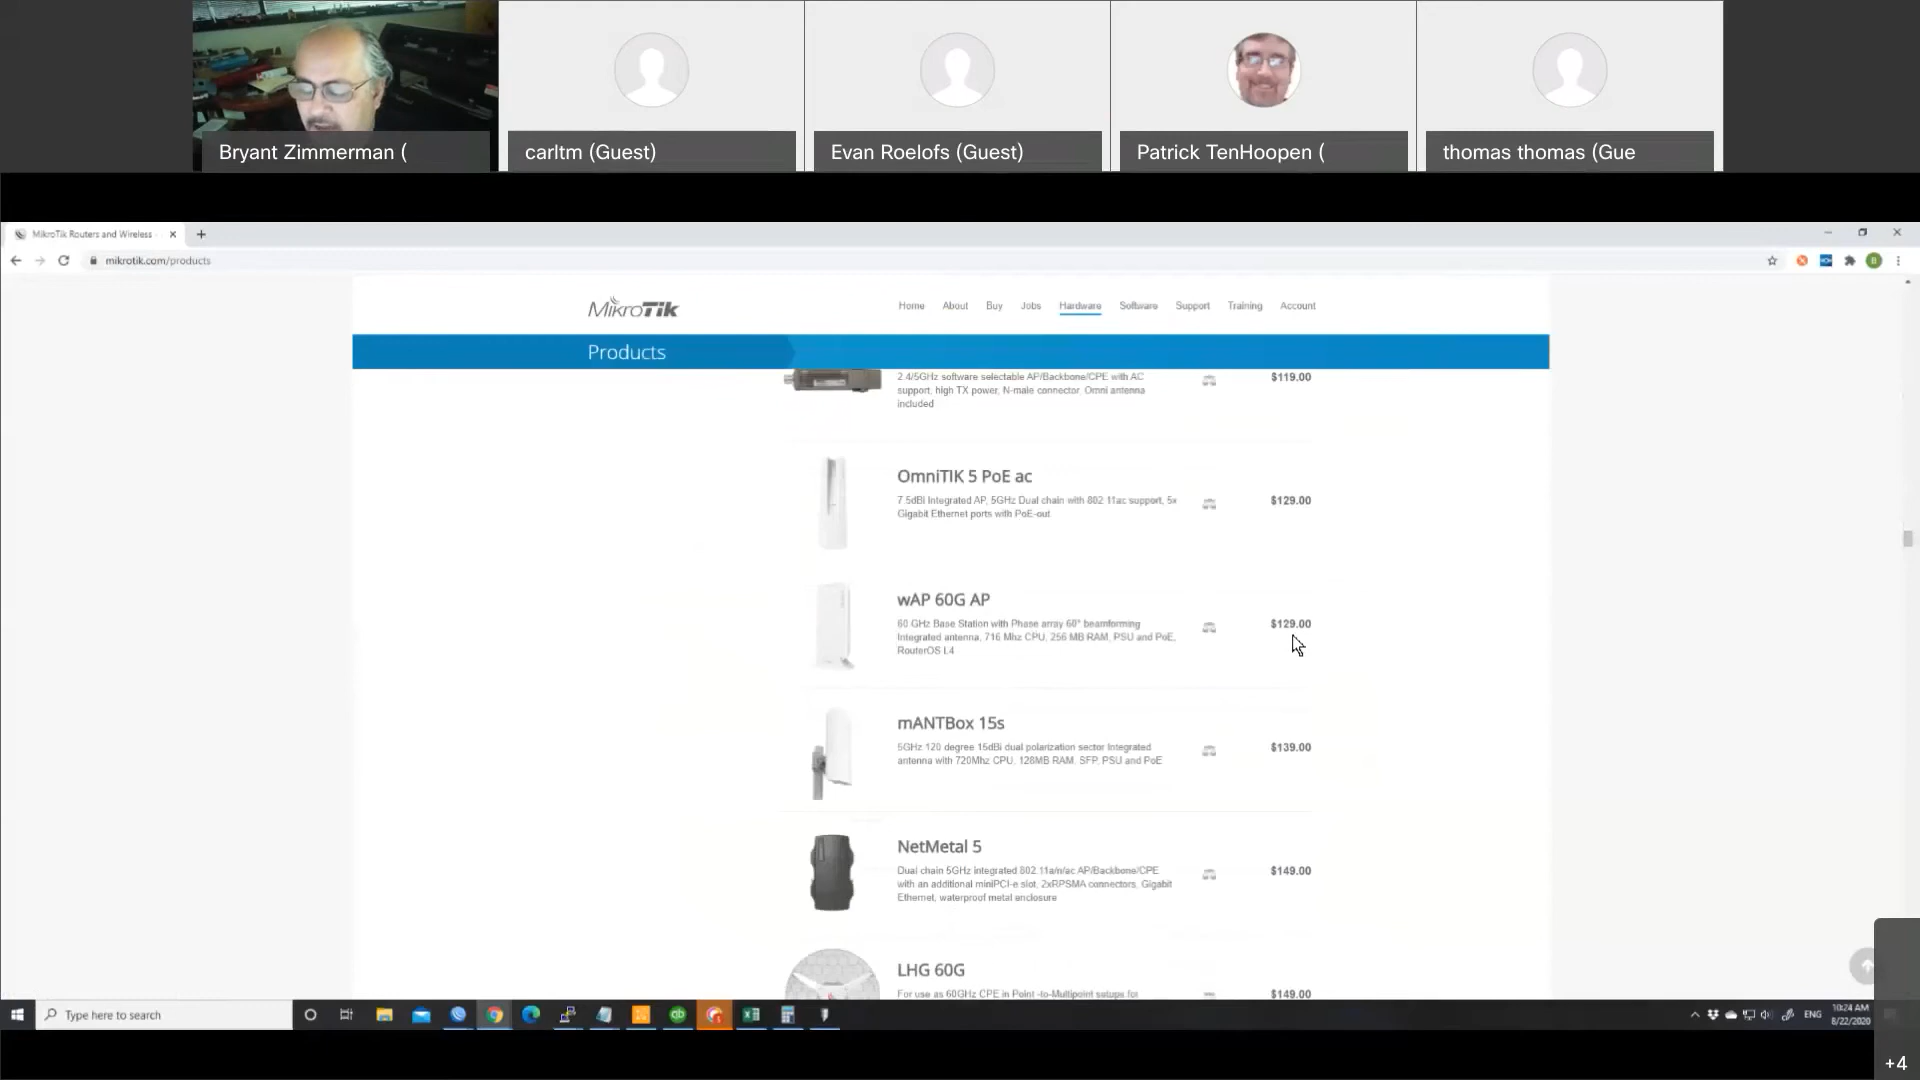 Bryant Zimmerman (
carltm (Guest)
Evan Roelofs (Guest)
Patrick TenHoopen (
thomas thomas (Gue
MikroTik Routers and Wireless
mikrotik.com/products
MikroTik
Home About Buy Jobs Hardware Software Support Training Account
Products
2.4/5GHz software selectable AP/Backbone/CPE with AC
support, high TX power, N-male connector. Omni antenna
included
$119.00
OmniTIK 5 PoE ac
7.5dBi Integrated AP, 5GHz Dual chain with 802.11ac support, 5x
Gigabit Ethernet ports with PoE-out
$129.00
wAP 60G AP
60 GHz Base Station with Phase array 60° beamforming
Integrated antenna, 716 Mhz CPU, 256 MB RAM, PSU and PoE,
RouterOS L4
$129.00
mANTBox 15s
5GHz 120 degree 15dBi dual polarization sector Integrated
antenna with 720Mhz CPU, 128MB RAM, SFP, PSU and PoE
$139.00
NetMetal 5
Dual chain 5GHz integrated 802.11a/n/ac AP/Backbone/CPE
with an additional miniPCI-e slot, 2xRPSMA connectors, Gigabit
Ethernet, waterproof metal enclosure
$149.00
LHG 60G
For use as 60GHz CPE in Point-to-Multipoint setups for
$149.00
Type here to search
ENG
10:24 AM
8/22/2020
+4